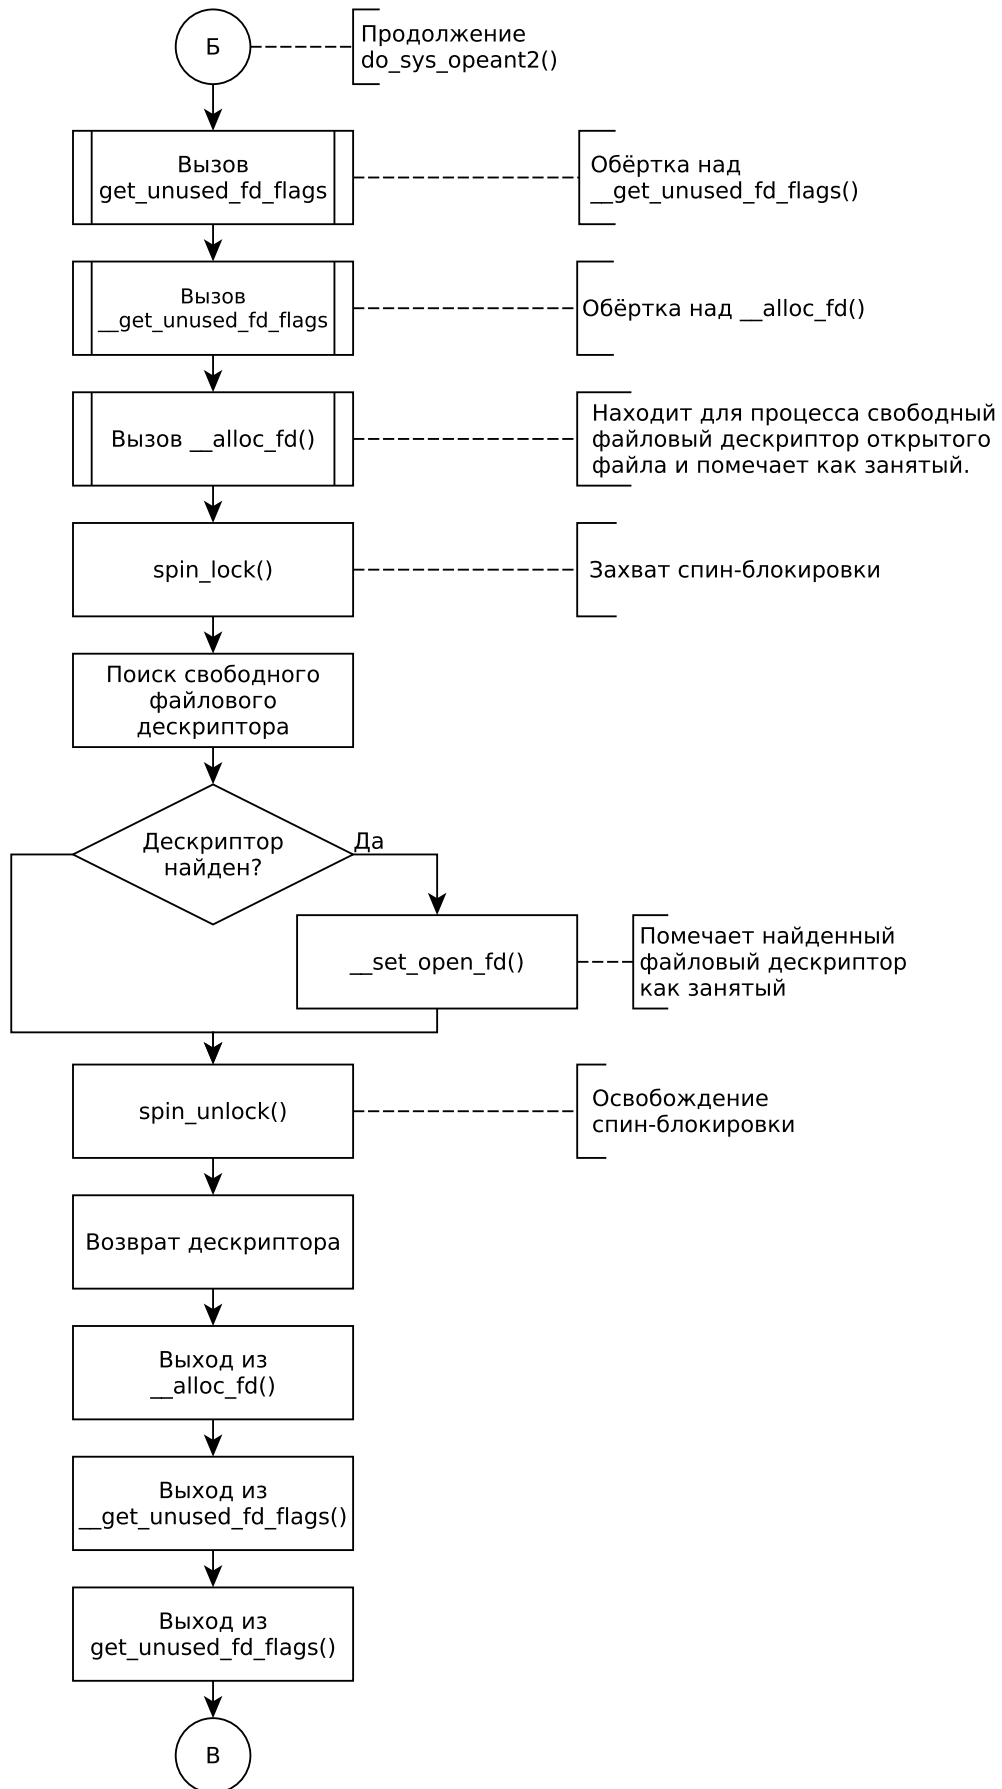 Б
Продолжение
do_sys_opeant2()
Вызов
get_unused_fd_flags
Обёртка над
__get_unused_fd_flags()
Вызов
__get_unused_fd_flags
Обёртка над __alloc_fd()
Вызов __alloc_fd()
Находит для процесса свободный
файловый дескриптор открытого
файла и помечает как занятый.
spin_lock()
Захват спин-блокировки
Поиск свободного
файлового
дескриптора
Дескриптор
найден?
Да
__set_open_fd()
Помечает найденный
файловый дескриптор
как занятый
spin_unlock()
Освобождение
спин-блокировки
Возврат дескриптора
Выход из
__alloc_fd()
Выход из
__get_unused_fd_flags()
Выход из
get_unused_fd_flags()
В